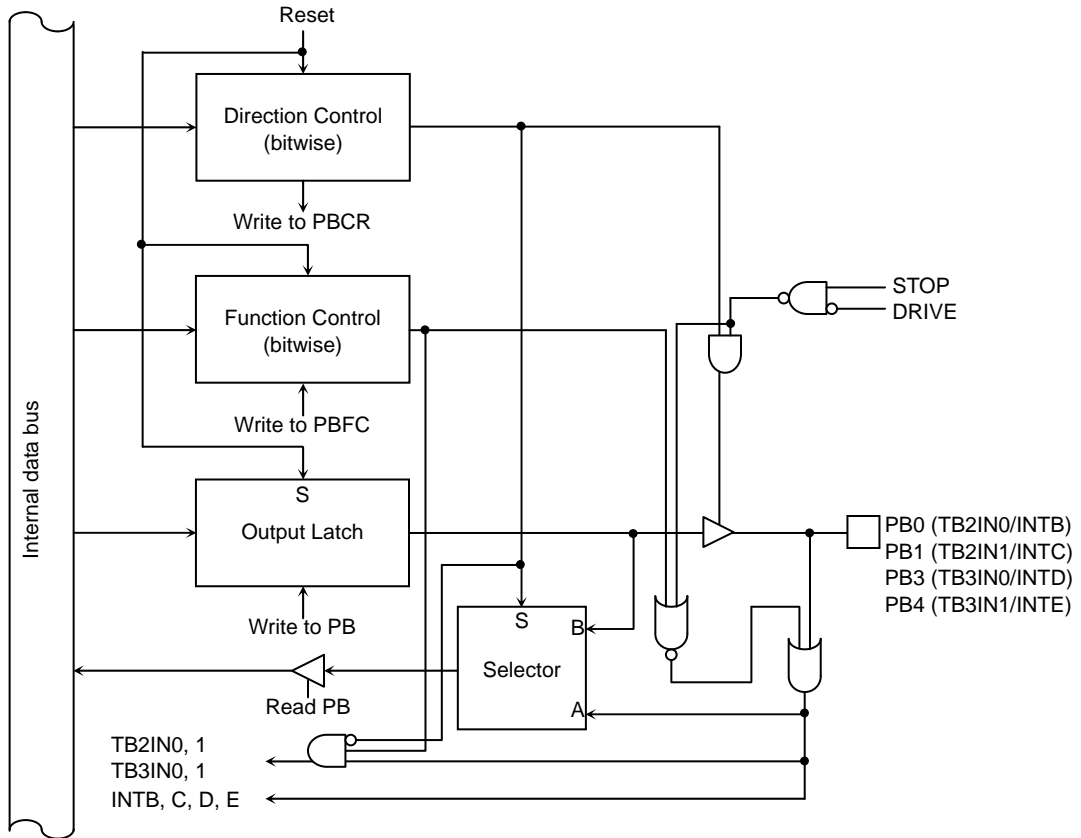 Reset
Direction Control
(bitwise)
Write to PBCR
Function Control
(bitwise)
STOP
DRIVE
Write to PBFC
S
Output Latch
Internal data bus
PB0 (TB2IN0/INTB)
PB1 (TB2IN1/INTC)
PB3 (TB3IN0/INTD)
PB4 (TB3IN1/INTE)
Write to PB
S
B
Selector
A
Read PB
TB2IN0, 1
TB3IN0, 1
INTB, C, D, E